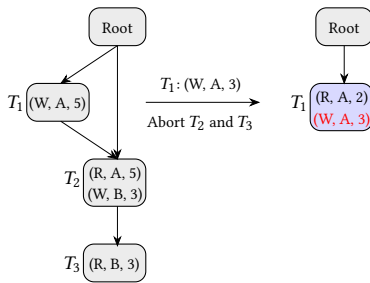 Root
T₁ (W, A, 5)
T₂ (R, A, 5)
(W, B, 3)
T₃ (R, B, 3)
T₁: (W, A, 3)
Abort T₂ and T₃
Root
T₁ (R, A, 2)
(W, A, 3)